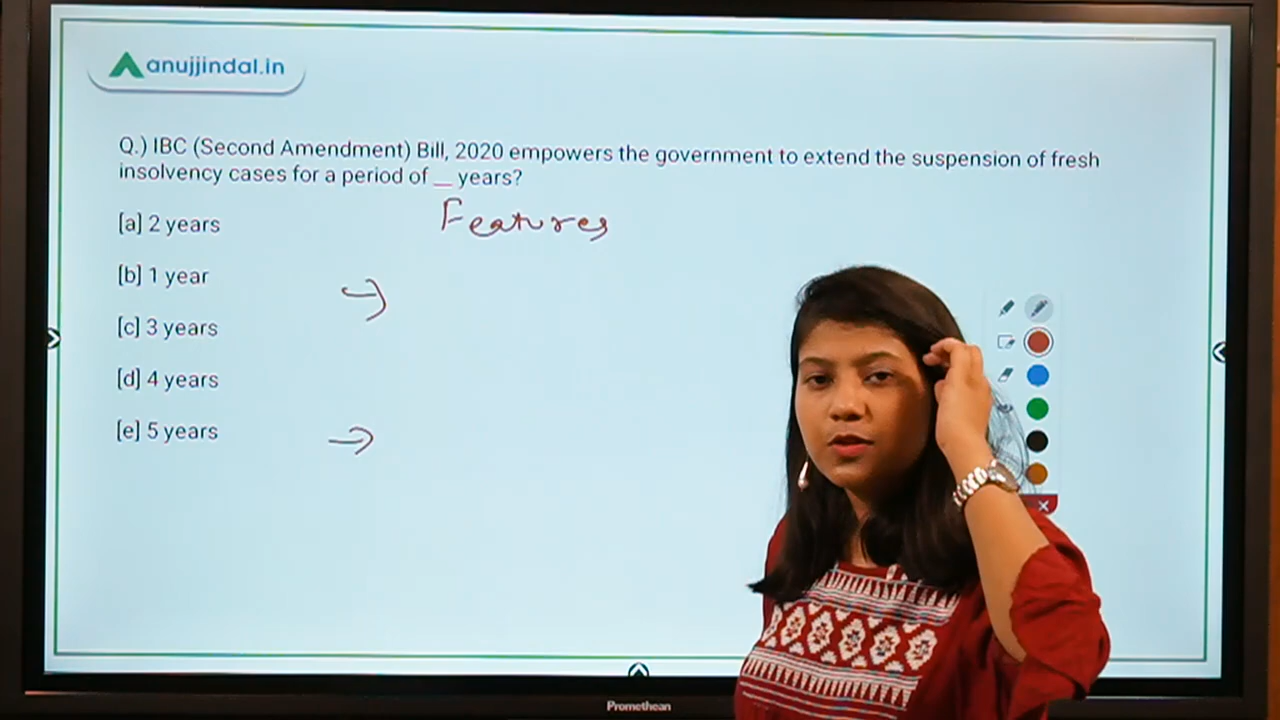 anujjindal.in
Q.) IBC (Second Amendment) Bill, 2020 empowers the government to extend the suspension of fresh
insolvency cases for a period of __ years?
Features
[a] 2 years
[b] 1 year
[c] 3 years
[d] 4 years
[e] 5 years
Promethean